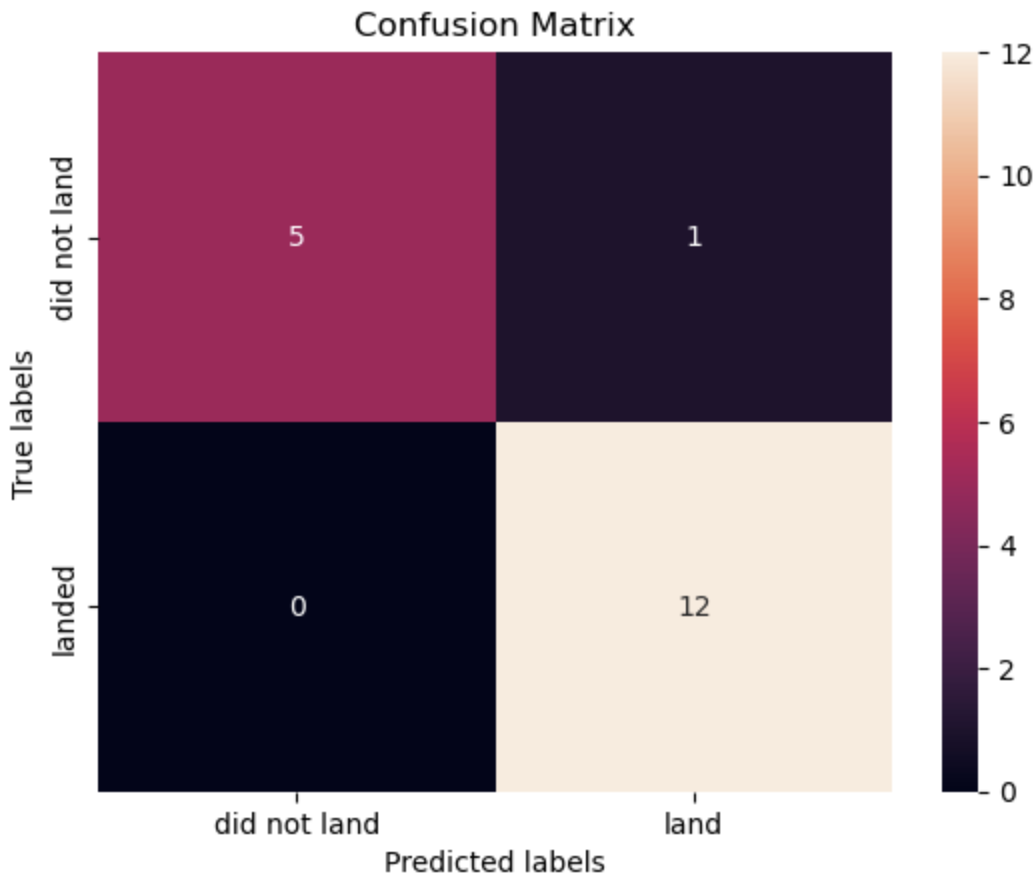 Confusion Matrix
True labels
did not land
landed
5
1
0
12
did not land
land
Predicted labels
12
10
8
6
4
2
0